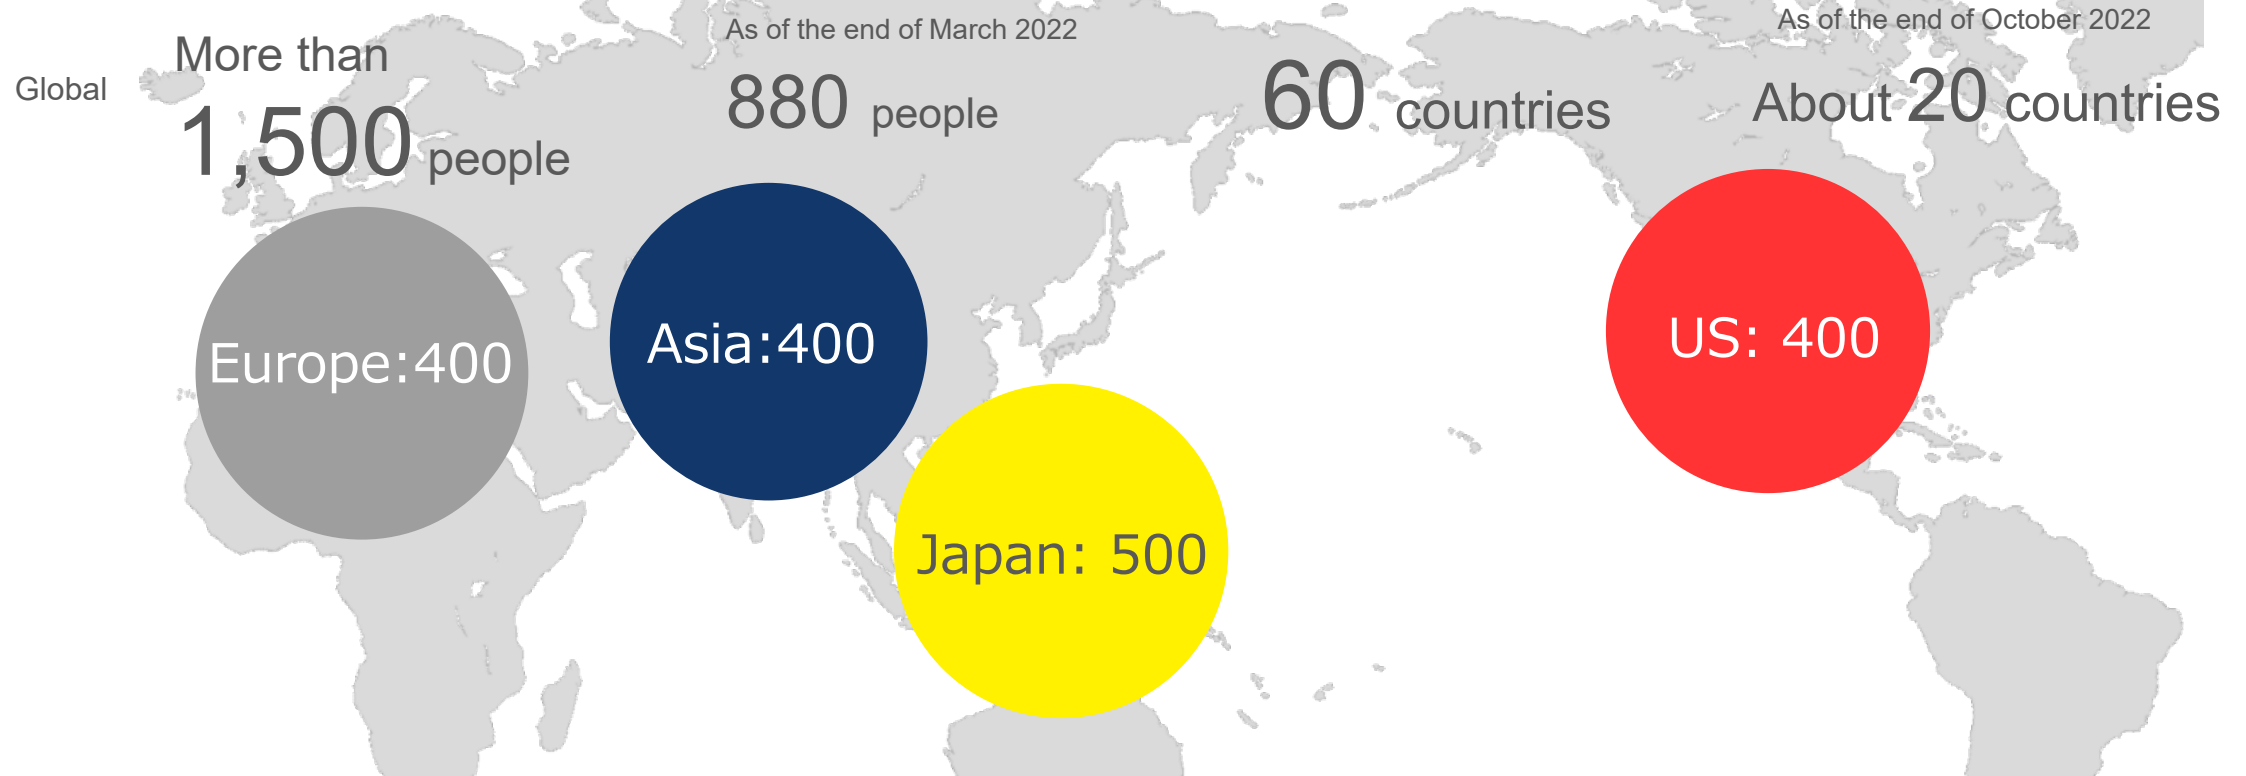 Global
More than
1,500 people
As of the end of March 2022
880 people
60 countries
As of the end of October 2022
About 20 countries
Europe:400
Asia:400
Japan: 500
US: 400